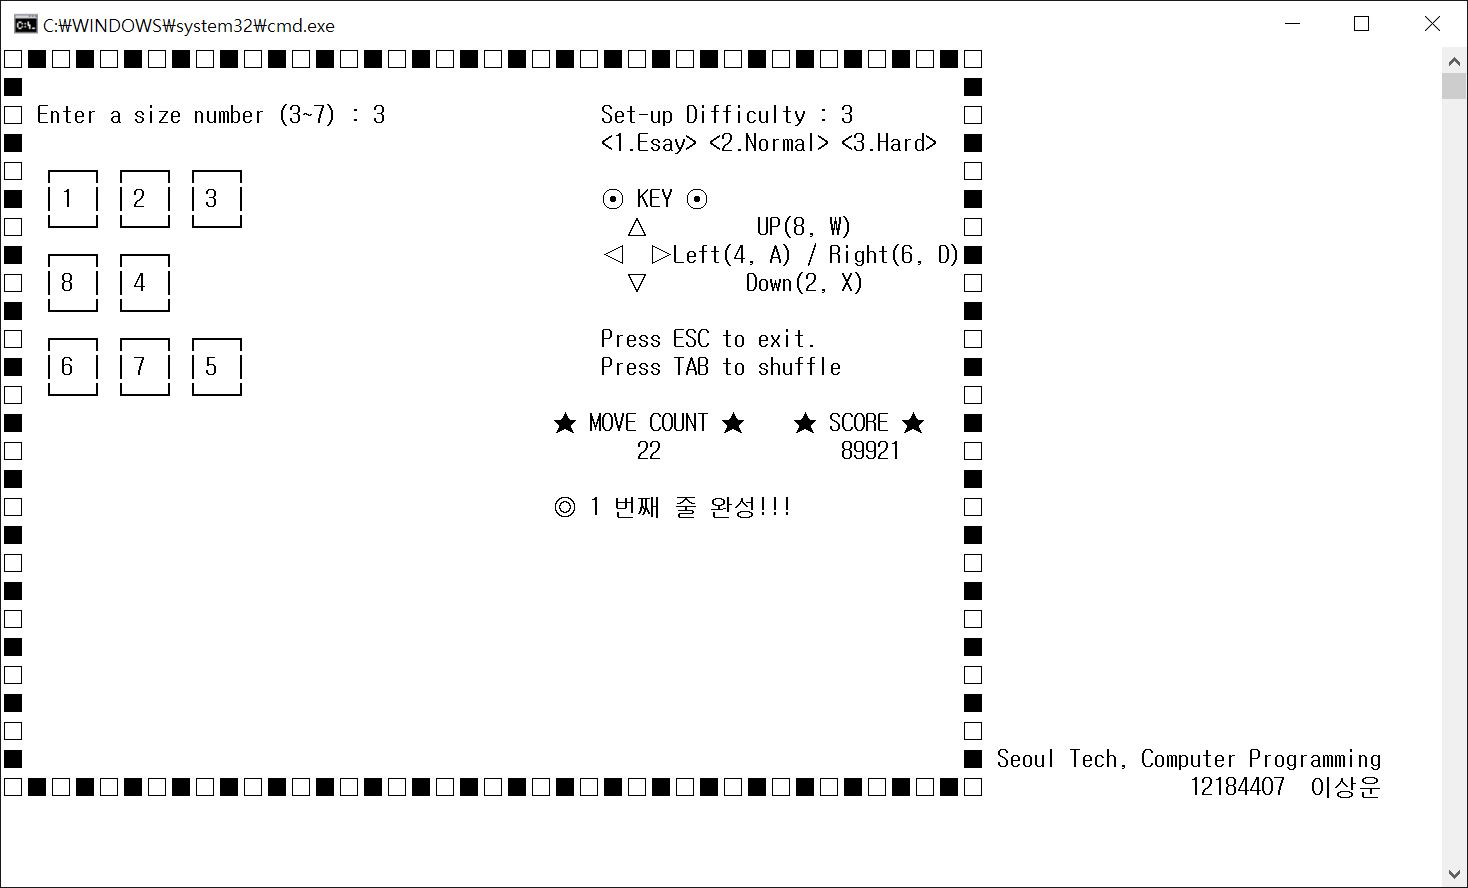 C:₩WINDOWS₩system32₩cmd.exe
Enter a size number (3~7) : 3
Set-up Difficulty : 3
<1.Esay> <2.Normal> <3.Hard>
1 2 3
⊙ KEY ⊙
△ UP(8, W)
◁ ▷Left(4, A) / Right(6, D)
8 4
▽ Down(2, X)
Press ESC to exit.
6 7 5
Press TAB to shuffle
★ MOVE COUNT ★ ★ SCORE ★
22 89921
◎ 1 번째 줄 완성!!!
Seoul Tech, Computer Programming
12184407 이상운